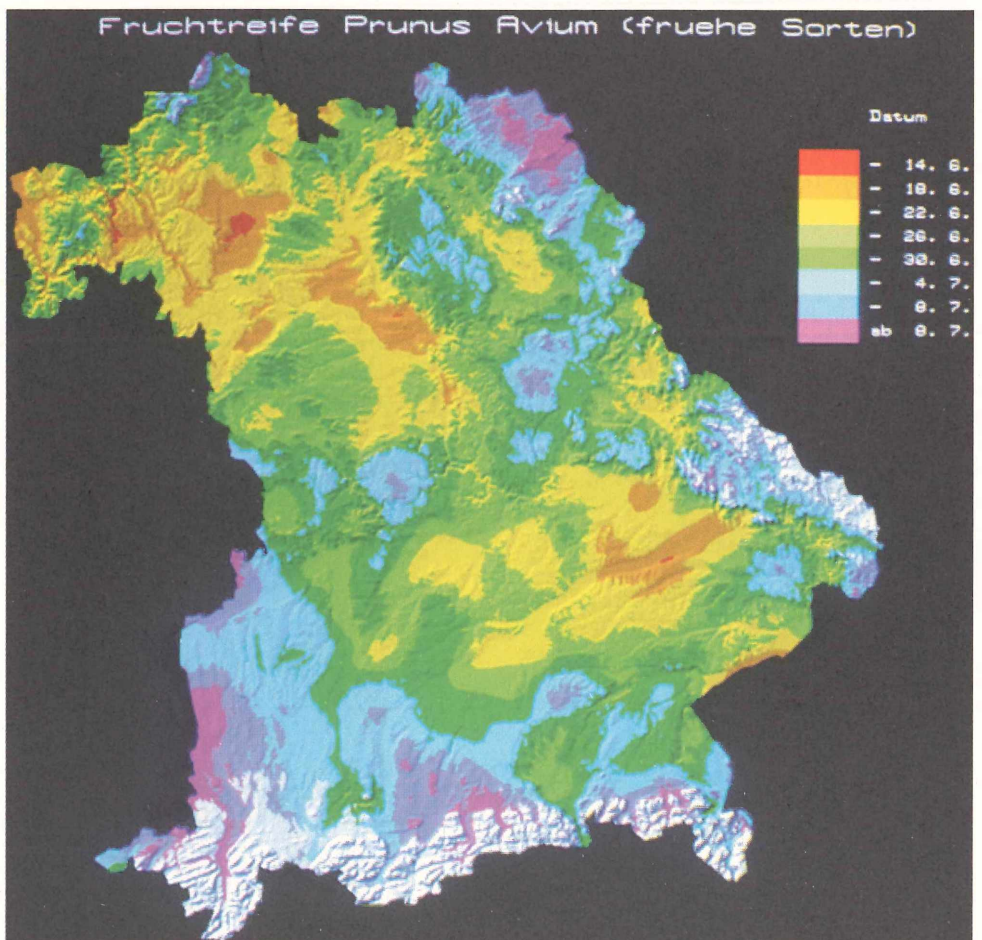 Fruchtreife Prunus Avium (fruehe Sorten)
Datum
- 14. 6.
- 18. 6.
- 22. 6.
- 26. 6.
- 30. 6.
- 4. 7.
- 8. 7.
ab 8. 7.